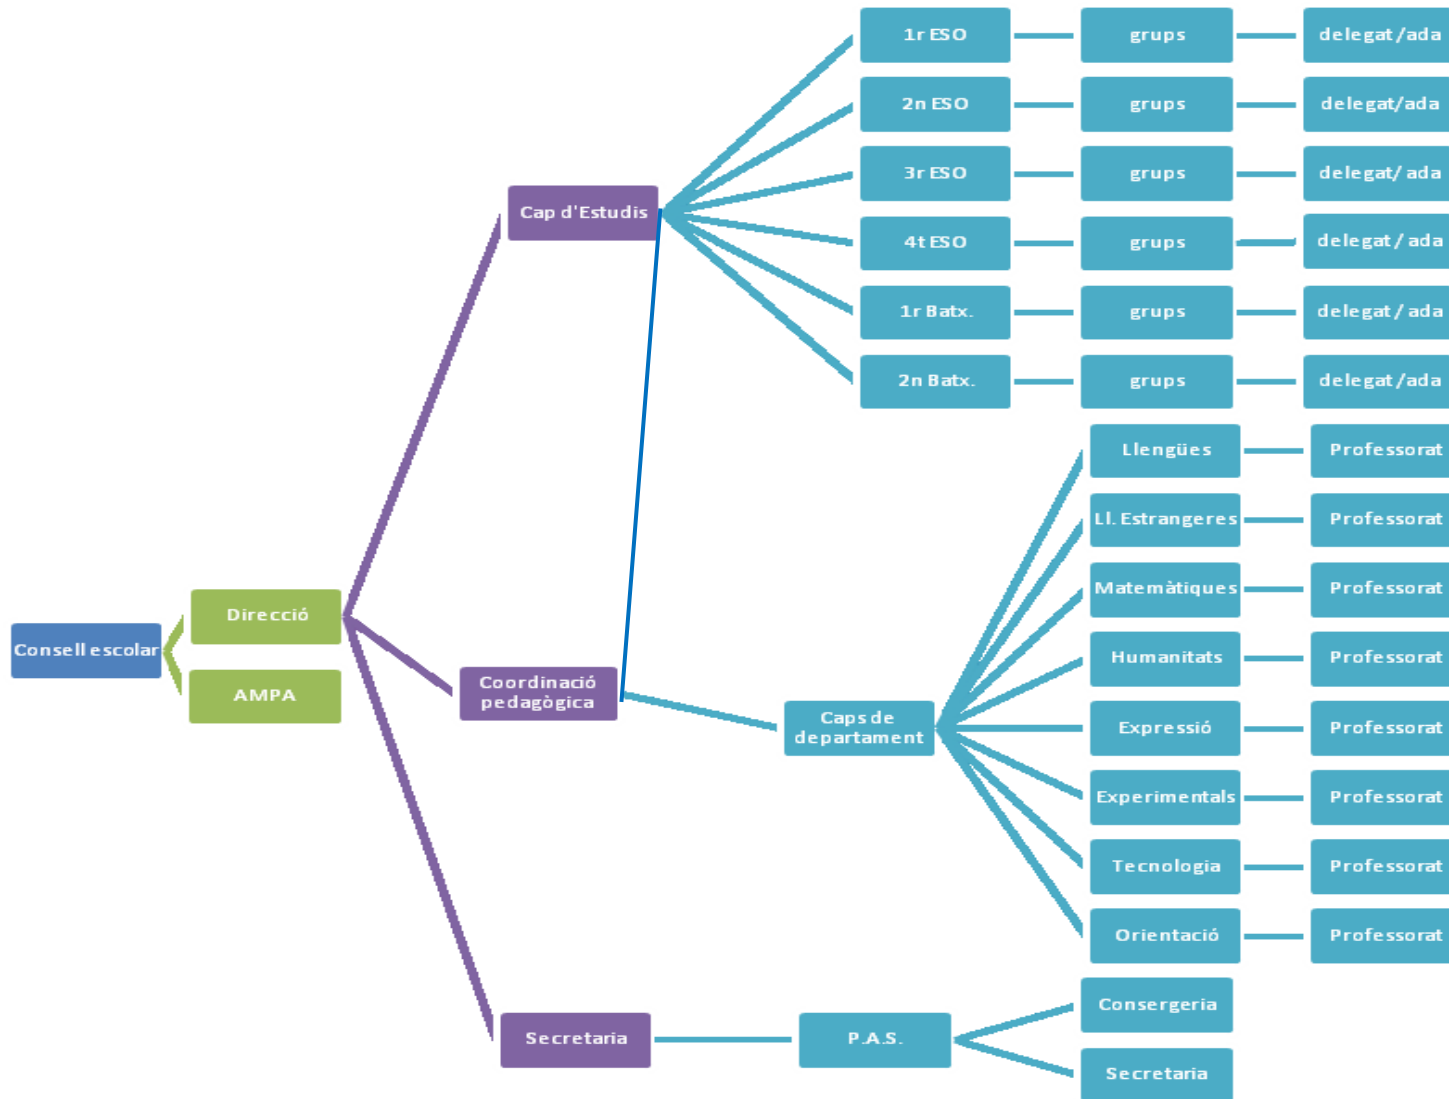 1r ESO
grups
delegat/ada
2n ESO
grups
delegat/ada
3r ESO
grups
delegat/ ada
Cap d'Estudis
4t ESO
grups
delegat/ ada
1r Batx.
grups
delegat/ ada
2n Batx.
grups
delegat/ada
Llengües
Professorat
Ll. Estrangeres
Professorat
Matemàtiques
Professorat
Direcció
Consell escolar
Humanitats
Professorat
AMPA
Coordinació
pedagògica
Caps de
departament
Expressió
Professorat
Experimentals
Professorat
Tecnologia
Professorat
Orientació
Professorat
Consergeria
Secretaria
P.A.S.
Secretaria